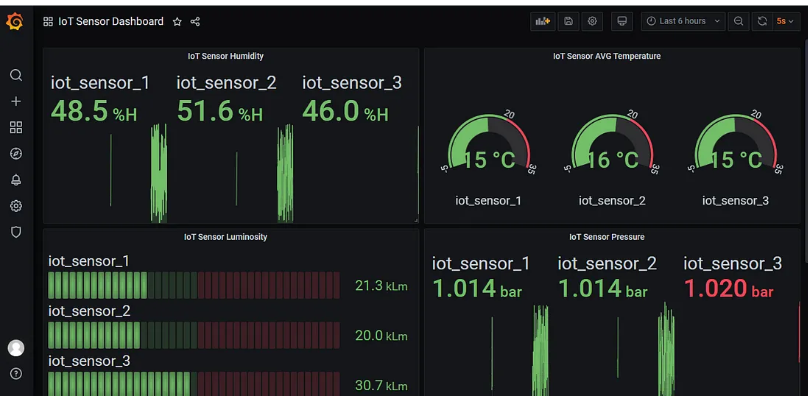 IoT Sensor Dashboard
Last 6 hours
5s
IoT Sensor Humidity
iot_sensor_1 iot_sensor_2 iot_sensor_3
48.5 %H 51.6 %H 46.0 %H
IoT Sensor AVG Temperature
-5 20 35 -5 20 35 -5 20 35
15 °C 16 °C 15 °C
iot_sensor_1 iot_sensor_2 iot_sensor_3
IoT Sensor Luminosity
iot_sensor_1
21.3 kLm
iot_sensor_2
20.0 kLm
iot_sensor_3
30.7 kLm
IoT Sensor Pressure
iot_sensor_1 iot_sensor_2 iot_sensor_3
1.014 bar 1.014 bar 1.020 bar